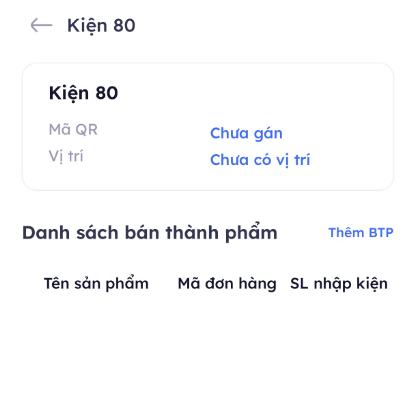 Kiện 80
Kiện 80
Mã QR Chưa gán
Vị trí Chưa có vị trí
Danh sách bán thành phẩm Thêm BTP
Tên sản phẩm Mã đơn hàng SL nhập kiện